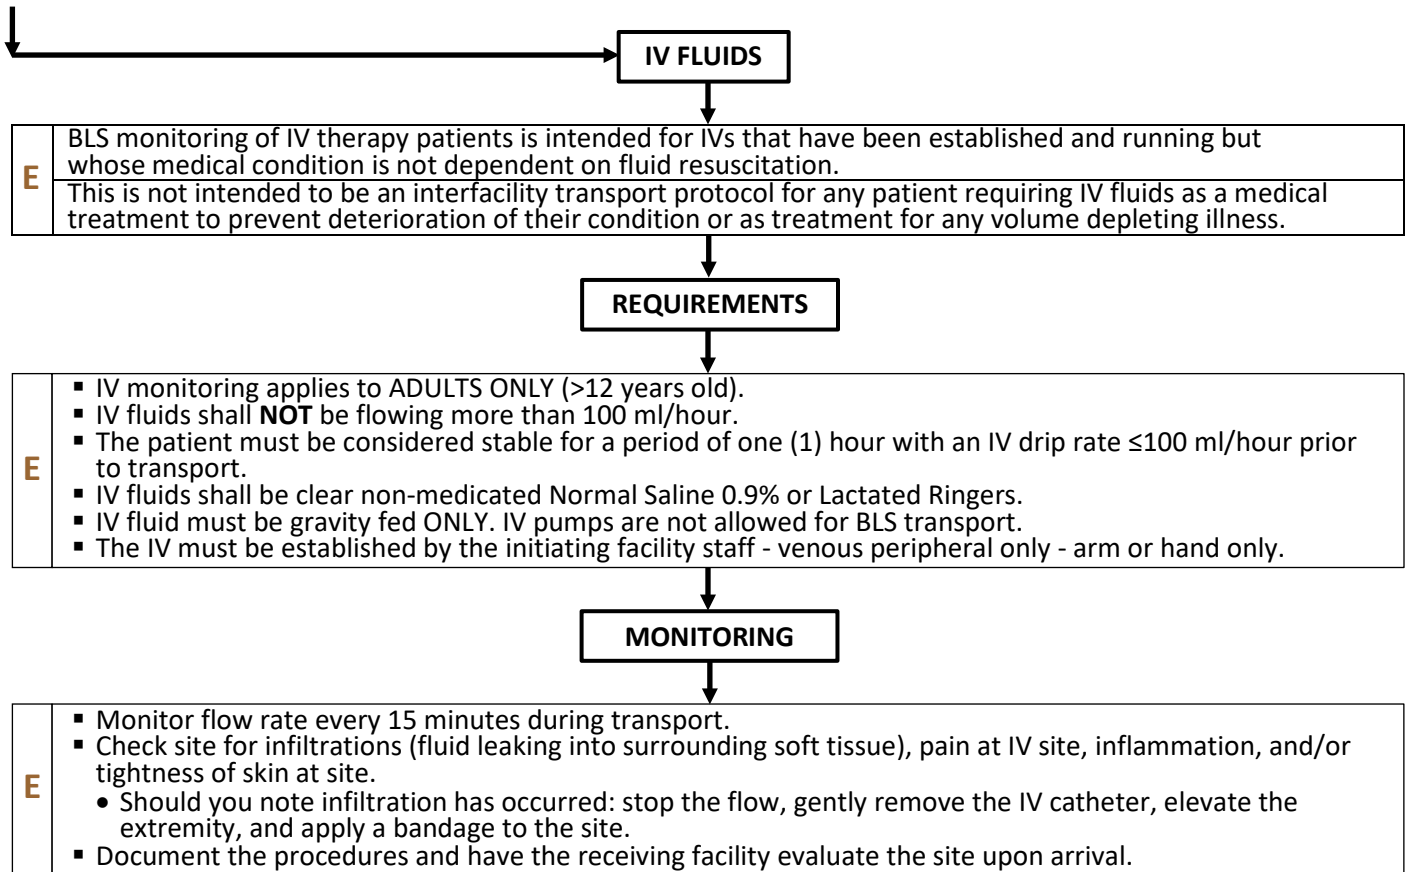 IV FLUIDS
E
BLS monitoring of IV therapy patients is intended for IVs that have been established and running but
whose medical condition is not dependent on fluid resuscitation.
This is not intended to be an interfacility transport protocol for any patient requiring IV fluids as a medical
treatment to prevent deterioration of their condition or as treatment for any volume depleting illness.
REQUIREMENTS
E
▪ IV monitoring applies to ADULTS ONLY (>12 years old).
▪ IV fluids shall NOT be flowing more than 100 ml/hour.
▪ The patient must be considered stable for a period of one (1) hour with an IV drip rate ≤100 ml/hour prior
to transport.
▪ IV fluids shall be clear non-medicated Normal Saline 0.9% or Lactated Ringers.
▪ IV fluid must be gravity fed ONLY. IV pumps are not allowed for BLS transport.
▪ The IV must be established by the initiating facility staff - venous peripheral only - arm or hand only.
MONITORING
E
▪ Monitor flow rate every 15 minutes during transport.
▪ Check site for infiltrations (fluid leaking into surrounding soft tissue), pain at IV site, inflammation, and/or
tightness of skin at site.
• Should you note infiltration has occurred: stop the flow, gently remove the IV catheter, elevate the
extremity, and apply a bandage to the site.
▪ Document the procedures and have the receiving facility evaluate the site upon arrival.